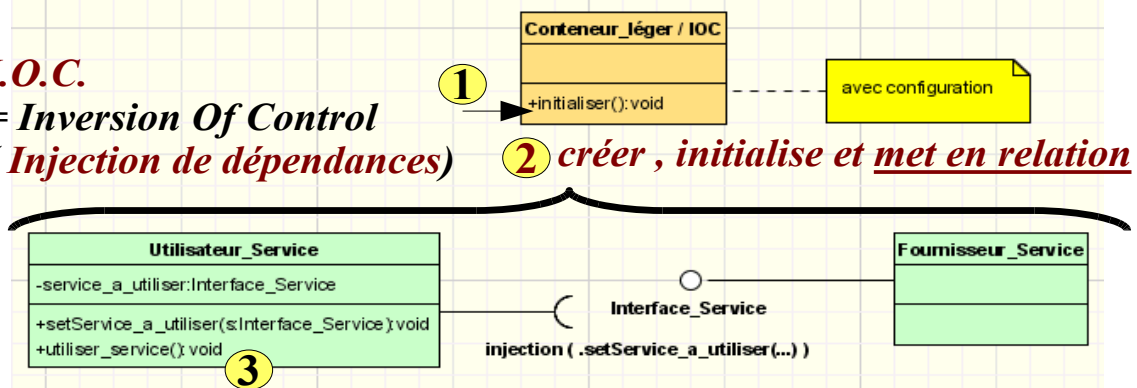 Conteneur_léger / IOC
.O.C.
= Inversion Of Control
( Injection de dépendances)
1
+initialiser():void
avec configuration
2 créer , initialise et met en relation
Utilisateur_Service
-service_a_utiliser:Interface_Service
+setService_a_utiliser(s:Interface_Service):void
+utiliser_service():void
3
Interface_Service
injection ( .setService_a_utiliser(...) )
Fournisseur_Service